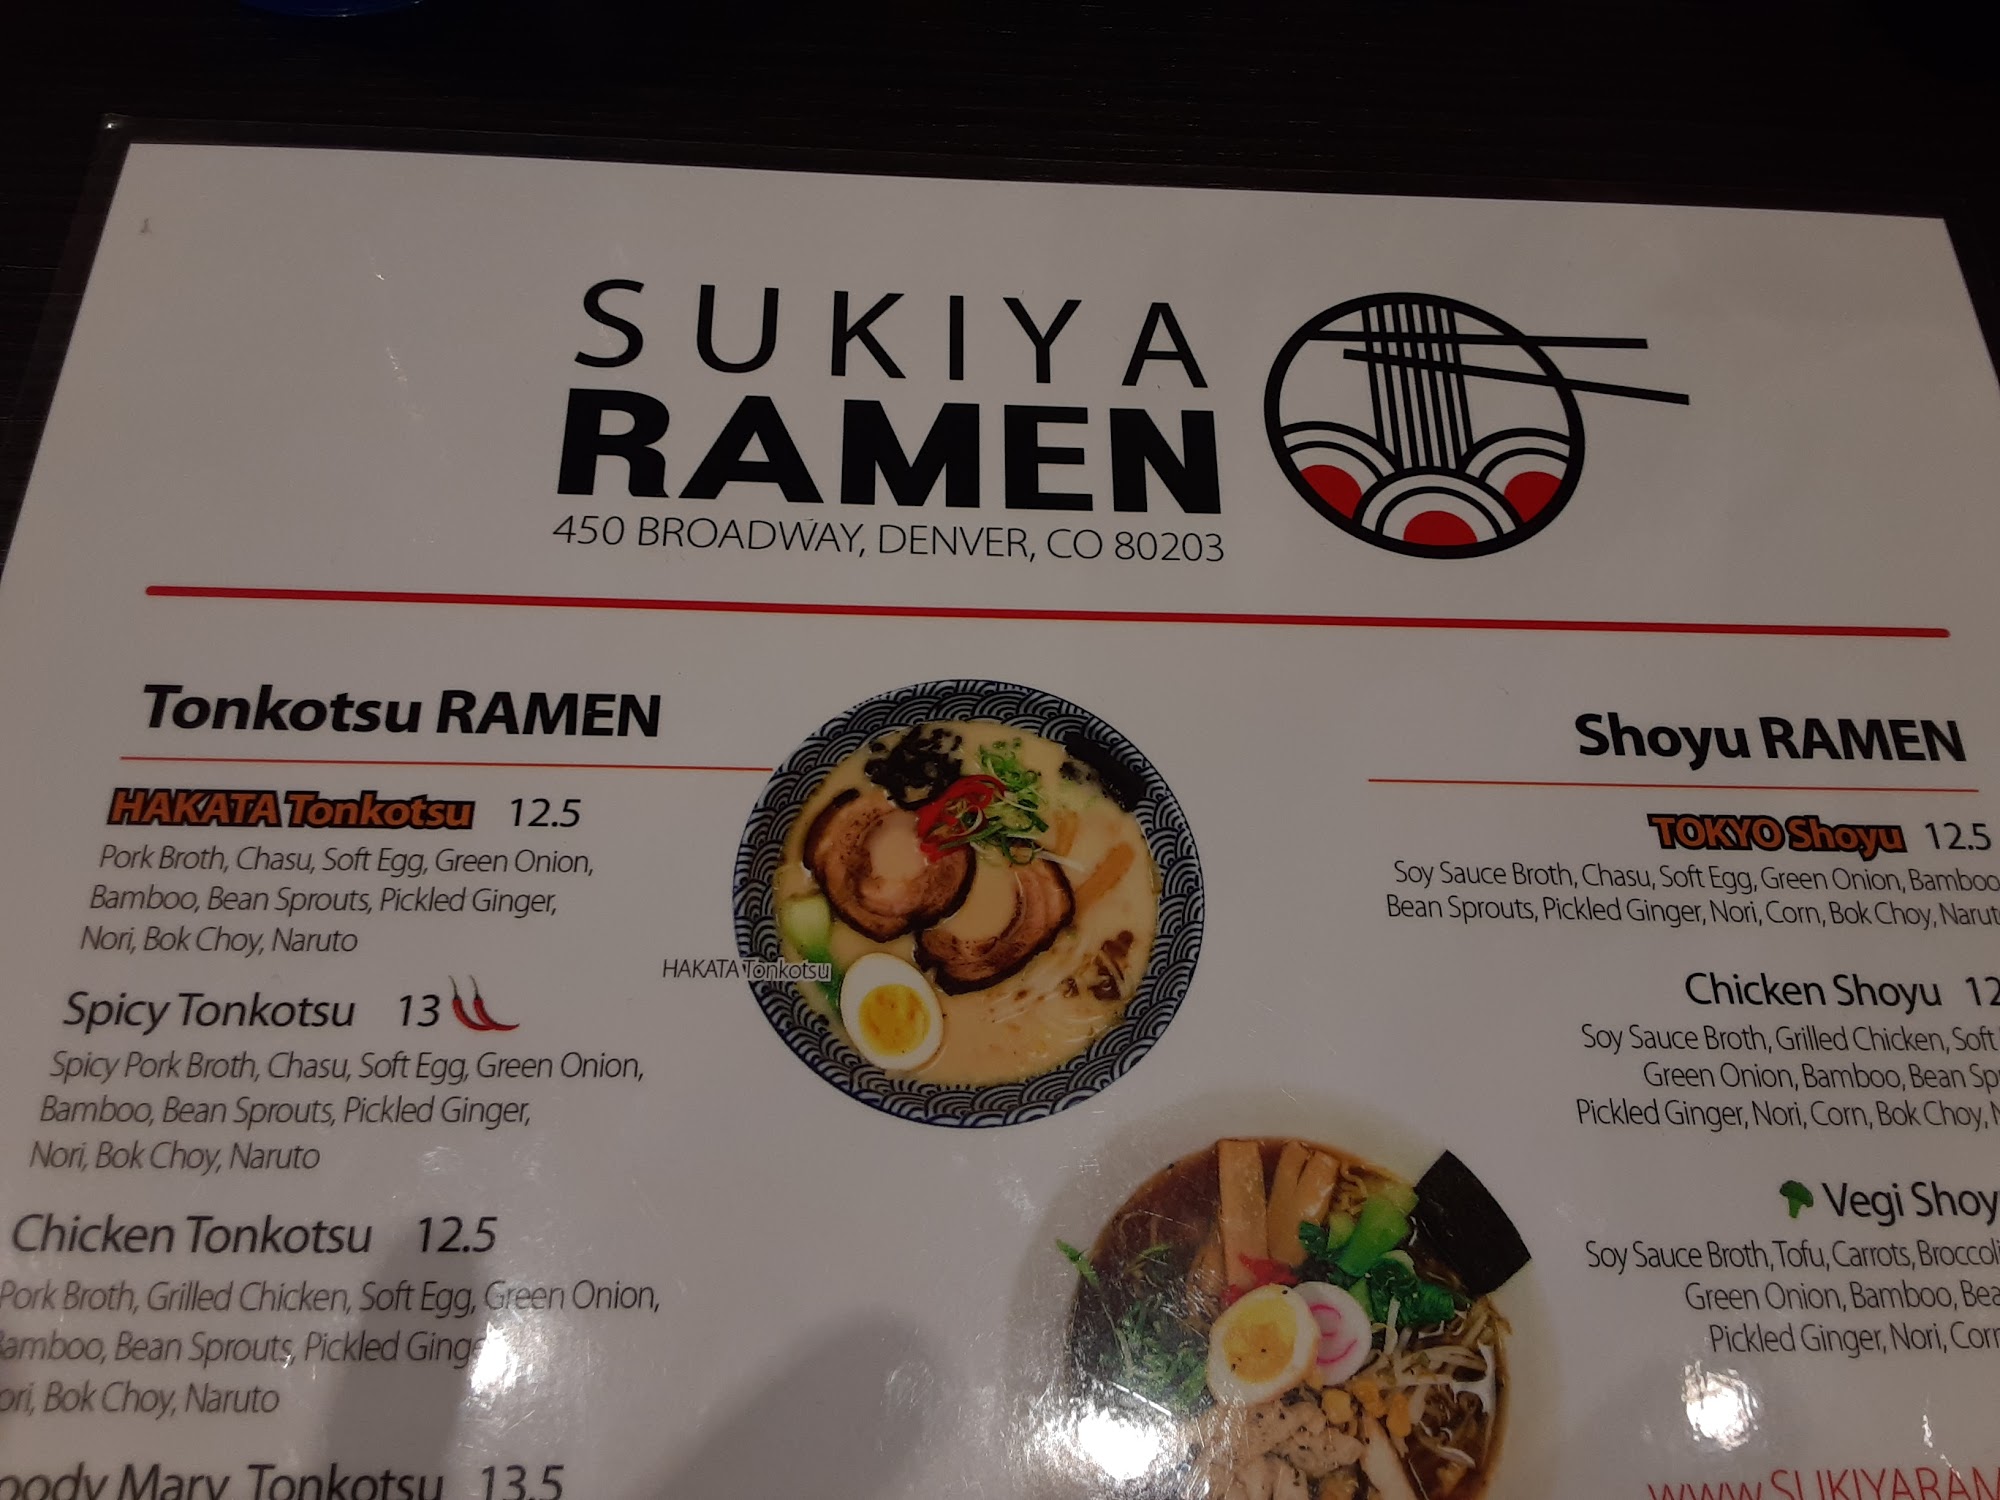 SUKIYA
RAMEN
450 BROADWAY, DENVER, CO 80203
Tonkotsu RAMEN
HAKATA Tonkotsu 12.5
Pork Broth, Chasu, Soft Egg, Green Onion,
Bamboo, Bean Sprouts, Pickled Ginger,
Nori, Bok Choy, Naruto
HAKATA Tonkotsu
Spicy Tonkotsu 13
Spicy Pork Broth, Chasu, Soft Egg, Green Onion,
Bamboo, Bean Sprouts, Pickled Ginger,
Nori, Bok Choy, Naruto
Chicken Tonkotsu 12.5
Pork Broth, Grilled Chicken, Soft Egg, Green Onion,
Bamboo, Bean Sprouts, Pickled
Bok Choy, Naruto
Mary Tonkotsu 13.5
Shoyu RAMEN
TOKYO Shoyu 12.5
Soy Sauce Broth, Chasu, Soft Egg, Green Onion, Bamboo
Bean Sprouts, Pickled Ginger, Nori, Corn, Bok Choy,
Chicken Shoyu
Soy Sauce Broth, Grilled Chicken, Soft
Green Onion, Bamboo, Bean
Pickled Ginger, Nori, Corn, Bok Choy,
Vegi
Soy Sauce Broth, Tofu, Carrots,
Green Onion, Bamboo,
Pickled Ginger, Nori,